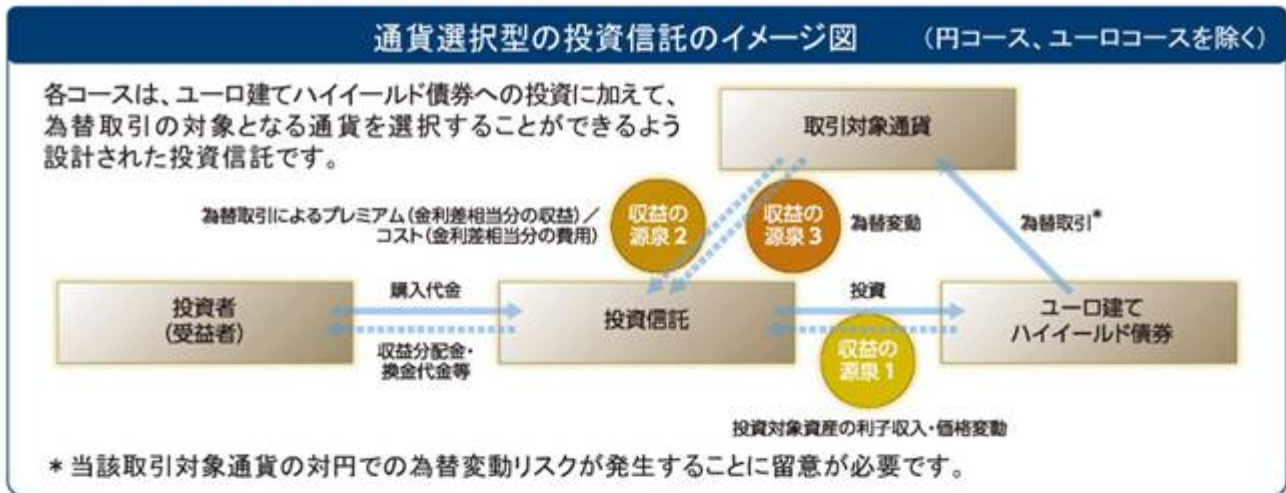 通貨選択型の投資信託のイメージ図 (円コース、ユーロコースを除く)
各コースは、ユーロ建てハイイールド債券への投資に加えて、
為替取引の対象となる通貨を選択することができるよう
設計された投資信託です。
取引対象通貨
為替取引によるプレミアム(金利差相当分の収益)／
コスト(金利差相当分の費用)
収益の
源泉2
収益の
源泉3
為替変動
為替取引*
投資者
(受益者)
購入代金
収益分配金・
換金代金等
投資信託
投資
収益の
源泉1
ユーロ建て
ハイイールド債券
投資対象資産の利子収入・価格変動
* 当該取引対象通貨の対円での為替変動リスクが発生することに留意が必要です。